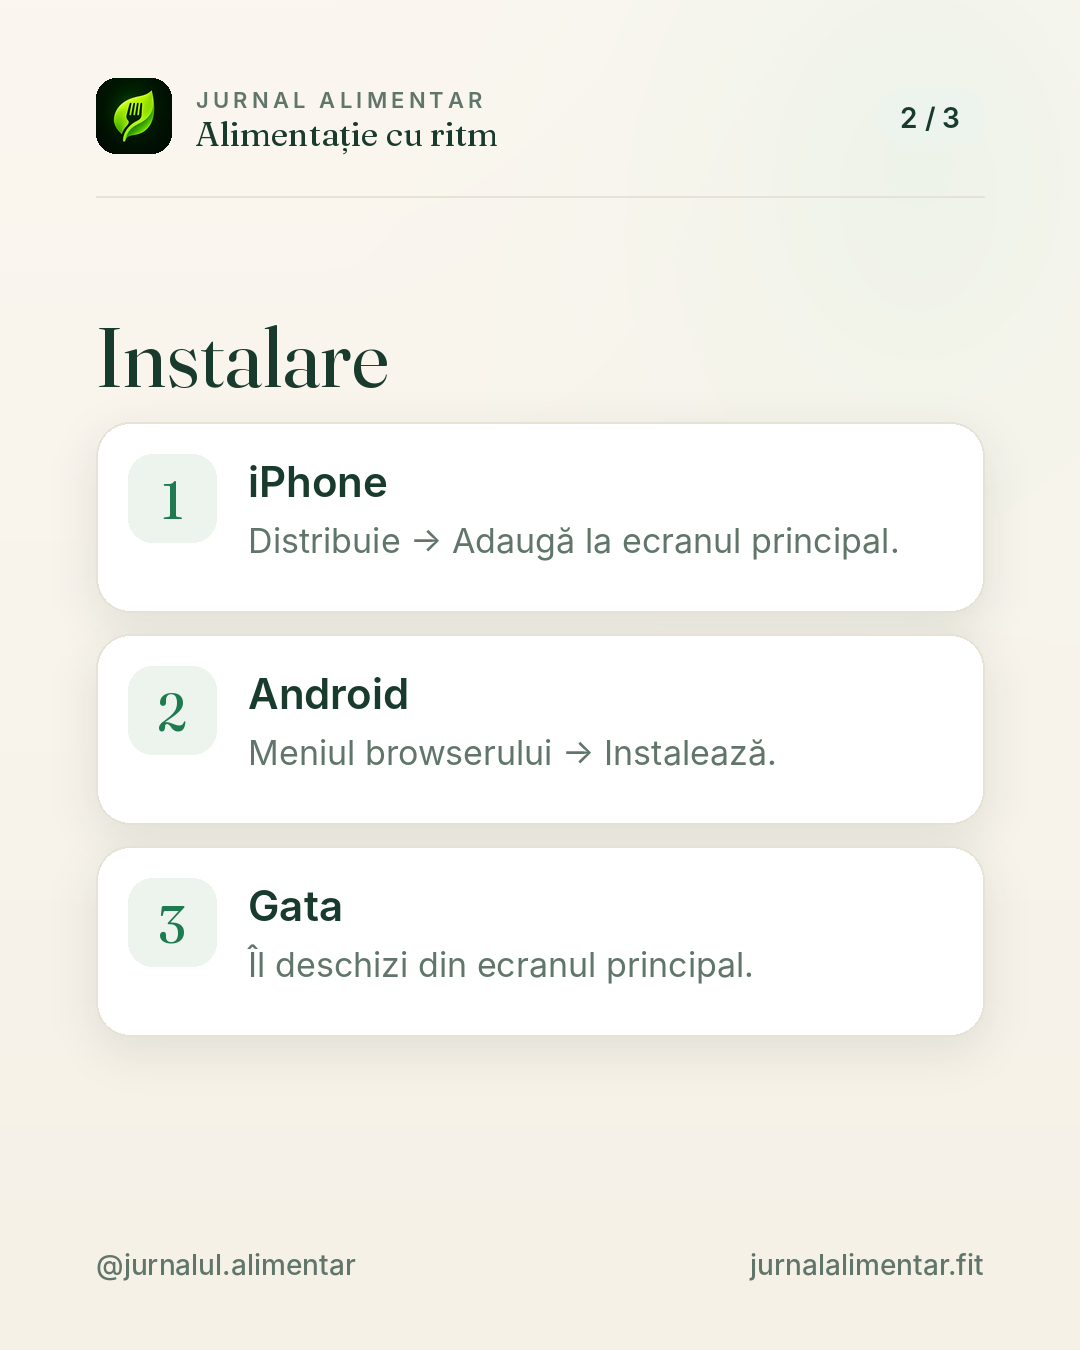 JURNAL ALIMENTAR
Alimentație cu ritm
2 / 3
Instalare
1
iPhone
Distribuie → Adaugă la ecranul principal.
2
Android
Meniul browserului → Instalează.
3
Gata
Îl deschizi din ecranul principal.
@jurnalul.alimentar
jurnalalimentar.fit